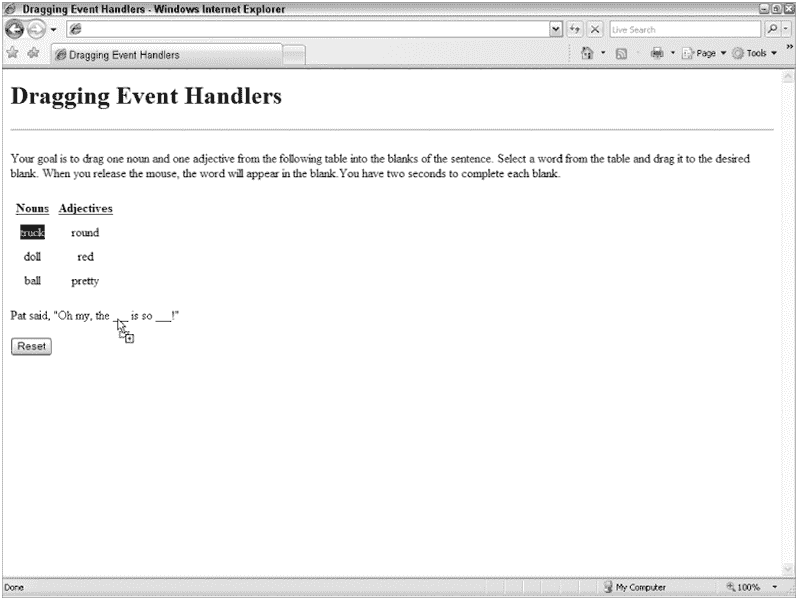 Dragging Event Handlers - Windows Internet Explorer
Live Search
Dragging Event Handlers
Page Tools »
Dragging Event Handlers
Your goal is to drag one noun and one adjective from the following table into the blanks of the sentence. Select a word from the table and drag it to the desired
blank. When you release the mouse, the word will appear in the blank.You have two seconds to complete each blank.
Nouns Adjectives
truck round
doll red
ball pretty
Pat said, "Oh my, the ___ is so ___!"
Reset
Done My Computer 100%